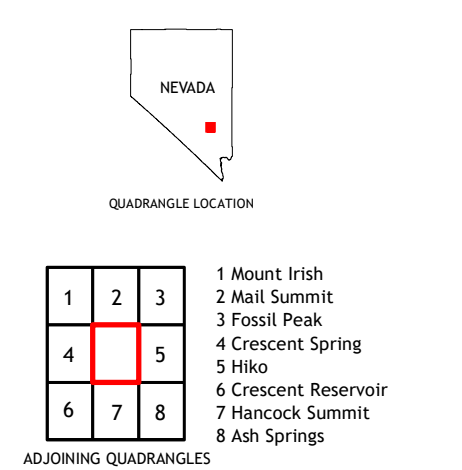 NEVADA
QUADRANGLE LOCATION
1 2 3
4 5
6 7 8
1 Mount Irish
2 Mail Summit
3 Fossil Peak
4 Crescent Spring
5 Hiko
6 Crescent Reservoir
7 Hancock Summit
8 Ash Springs
ADJOINING QUADRANGLES